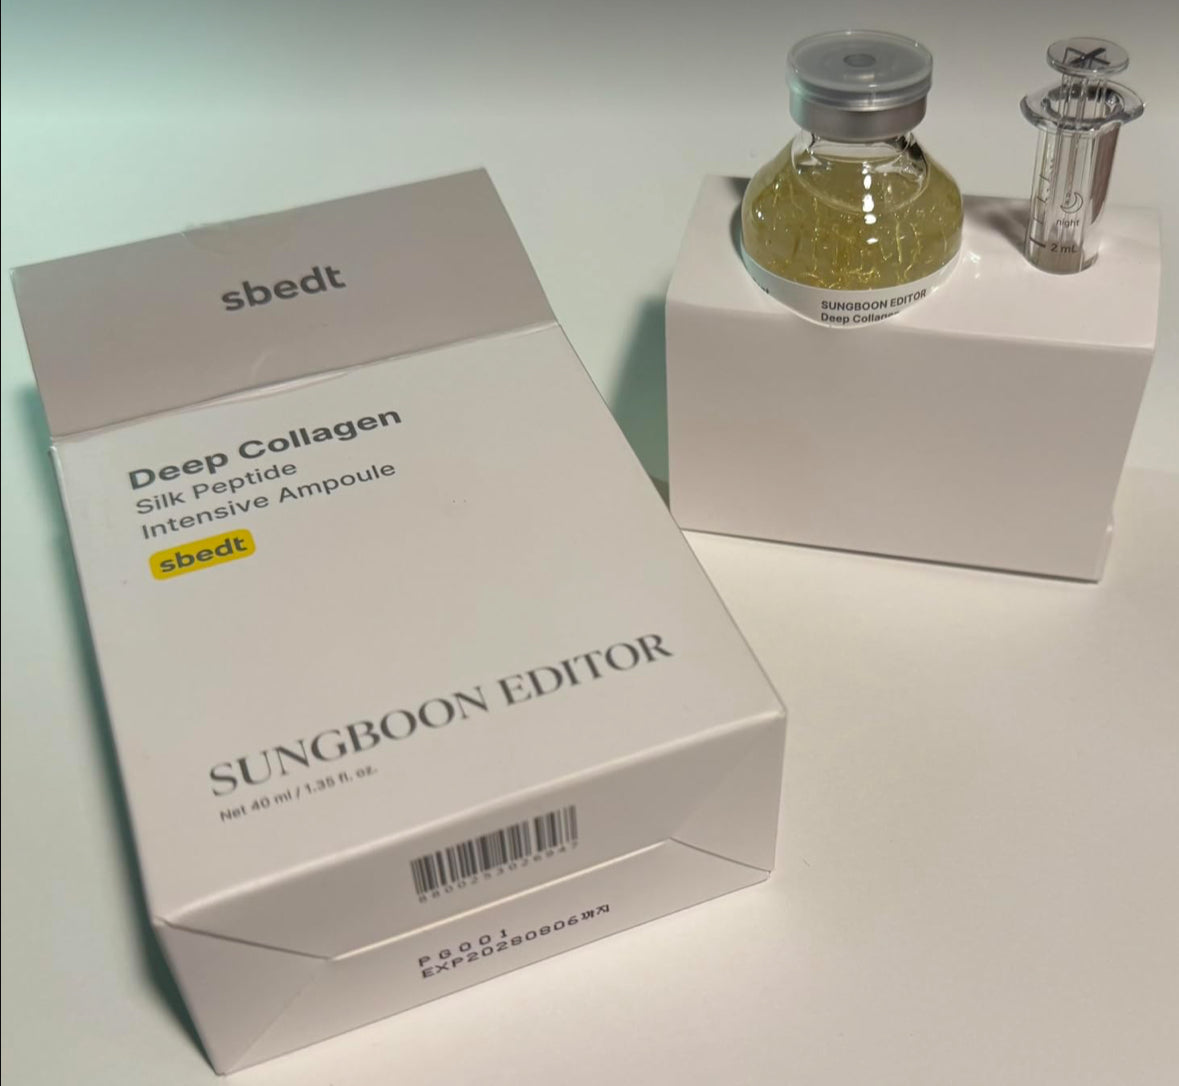 sbedt
Deep Collagen
Silk Peptide
Intensive Ampoule
sbedt
SUNGBOON EDITOR
Net 40 ml / 1.35 fl. oz.
PG001
EXP20280806까지
SUNGBOON EDITOR
Deep Collagen
night
2 mL